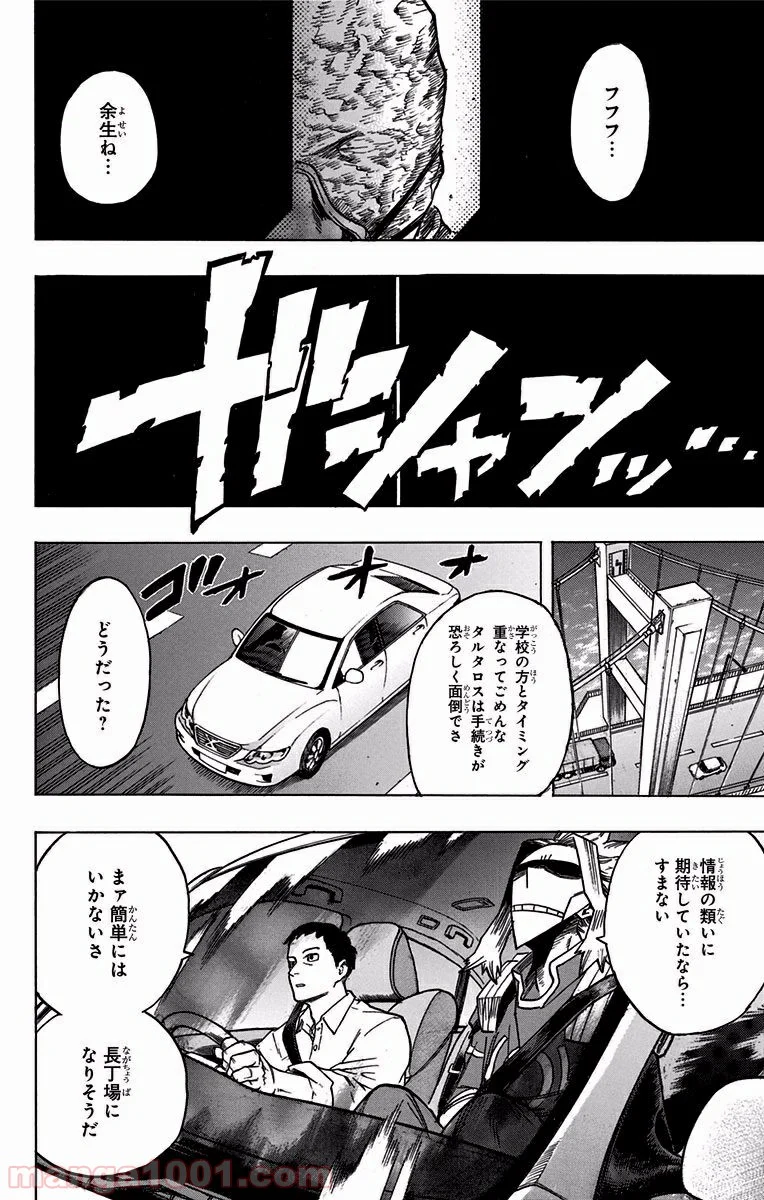 フフフ…
余生ね…
ガシャンッ…
学校の方とタイミング
重なってごめんな
タルタロスは手続きが
恐ろしく面倒でさ
ゴオオオ
どうだった?
情報の類いに
期待していたなら…
すまない
まァ簡単には
いかないさ
長丁場に
なりそうだ
manga1001.com